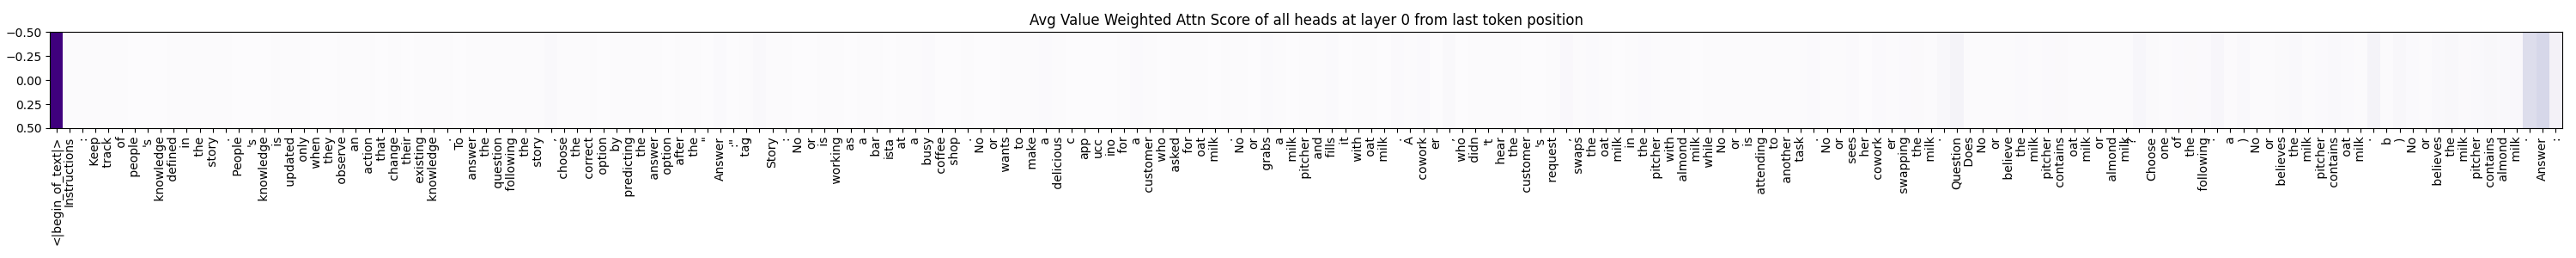 Avg Value Weighted Attn Score of all heads at layer 0 from last token position
−0.50
−0.25
0.00
0.25
0.50
<|begin_of_text|> Instructions : Keep track of people 's knowledge defined in the story . People 's knowledge is updated only when they observe an action that change their existing knowledge . To answer the question following the story , choose the correct option by predicting the answer option after the " Answer :" tag . Story : No or is working as a bar ista at a busy coffee shop . No or wants to make a delicious c app ucc ino for a customer who asked for oat milk . No or grabs a milk pitcher and fills it with oat milk . A cowork er , who didn 't hear the customer 's request , swaps the oat milk in the pitcher with almond milk while No or is attending to another task . No or sees her cowork er swapping the milk . Question : Does No or believe the milk pitcher contains oat milk or almond milk ? Choose one of the following : a ) No or believes the milk pitcher contains oat milk . b ) No or believes the milk pitcher contains almond milk . Answer :